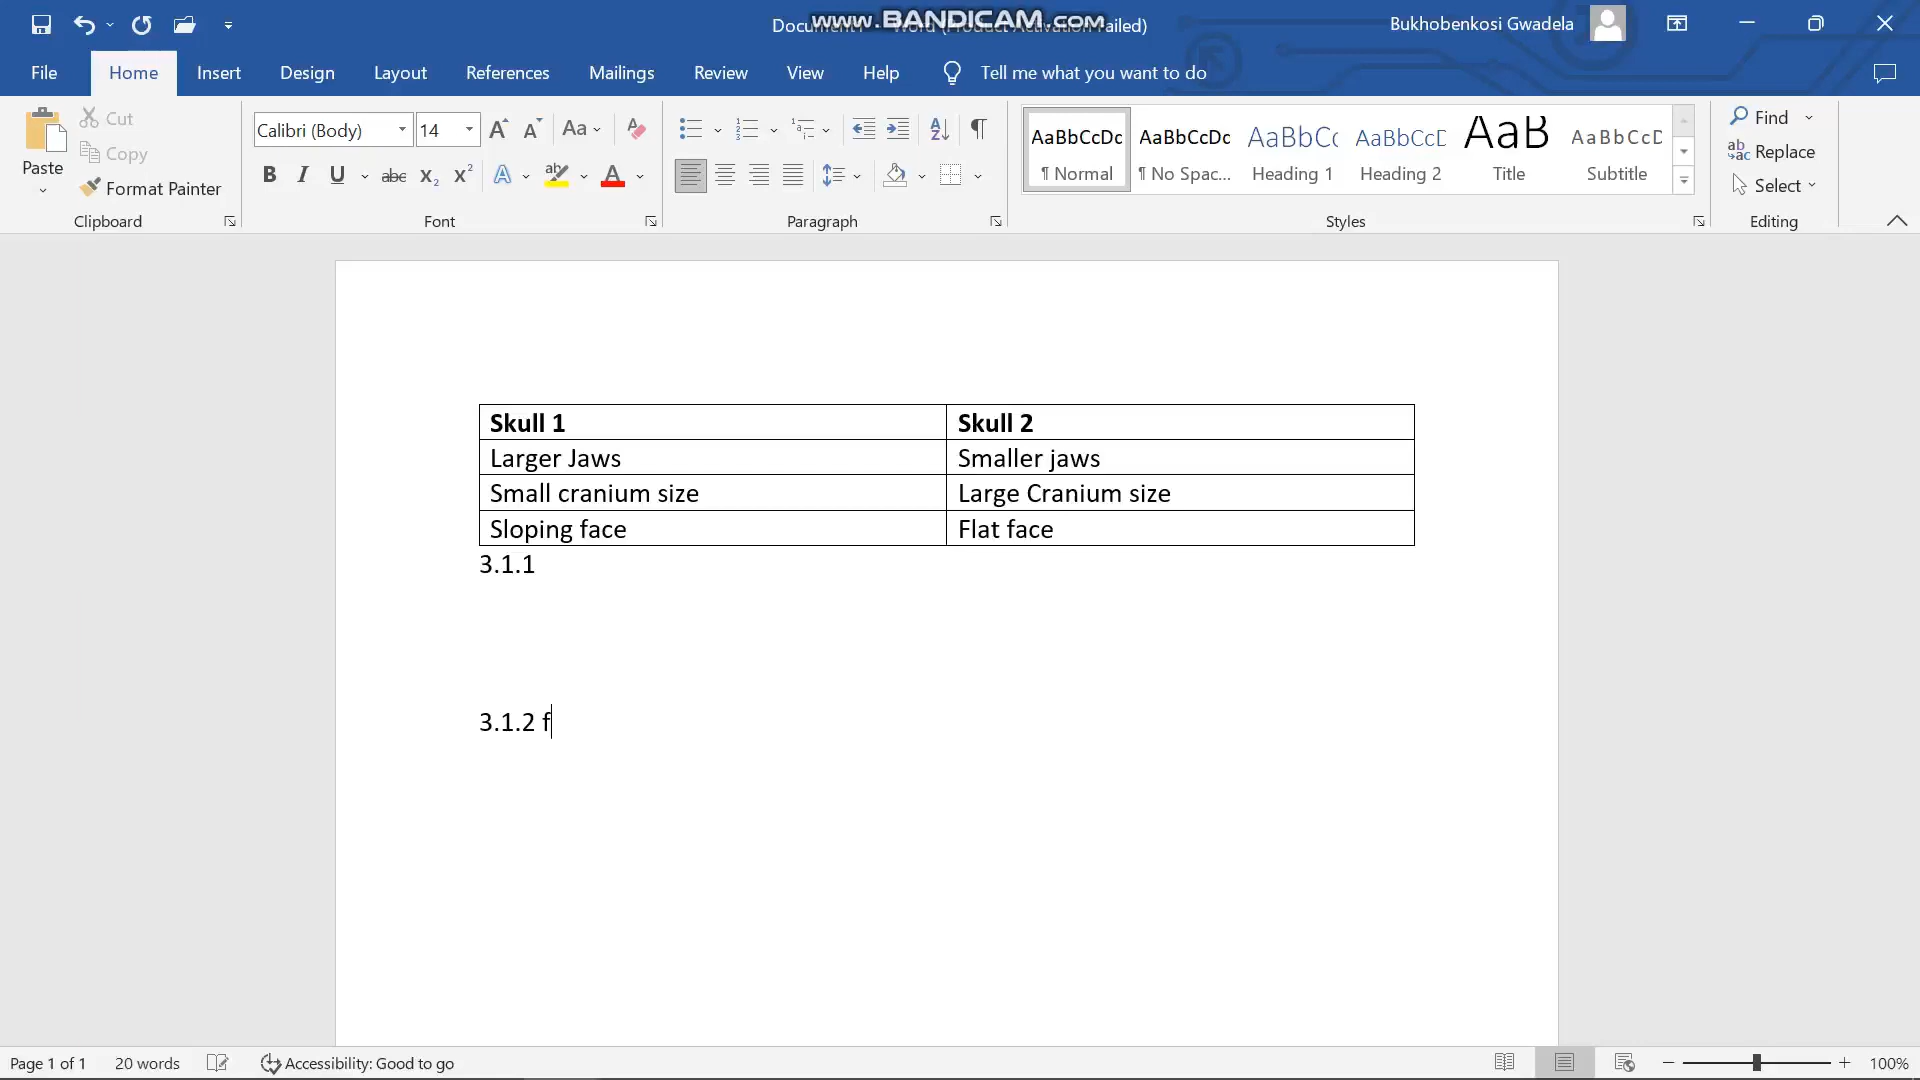 www.BANDICAM.com
Bukhobenkosi Gwadela
File Home Insert Design Layout References Mailings Review View Help Tell me what you want to do
Paste
Cut
Copy
Format Painter
Clipboard
Calibri (Body) 14
Font
Paragraph
AaBbCcDc AaBbCcDc AaBbCc AaBbCcD AaB AaBbCcD
¶ Normal ¶ No Spac... Heading 1 Heading 2 Title Subtitle
Styles
Find
Replace
Select
Editing
Skull 1 Skull 2
Larger Jaws Smaller jaws
Small cranium size Large Cranium size
Sloping face Flat face
3.1.1
3.1.2 f
Page 1 of 1 20 words Accessibility: Good to go 100%